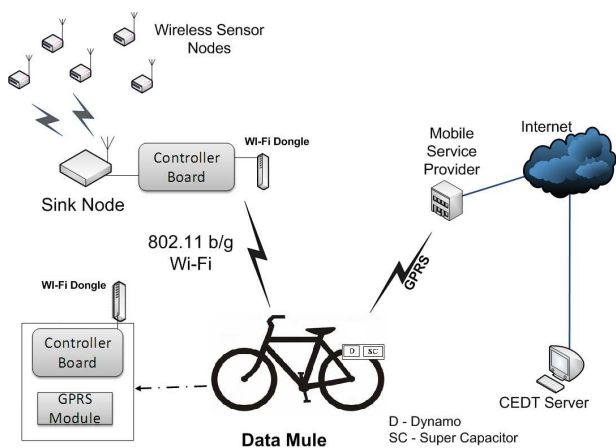 Wireless Sensor
Nodes
WI-Fi Dongle
Controller
Board
Sink Node
Mobile
Service
Provider
Internet
802.11 b/g
Wi-Fi
GPRS
WI-Fi Dongle
Controller
Board
GPRS
Module
D SC
CEDT Server
D - Dynamo
SC - Super Capacitor
Data Mule